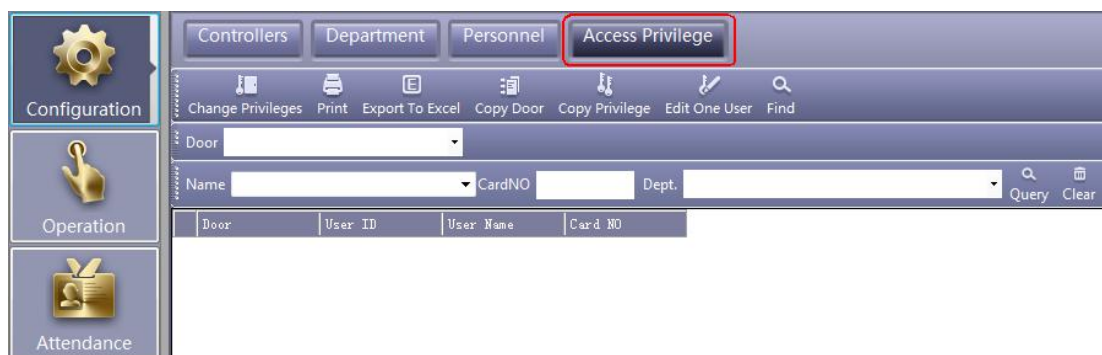 Controllers Department Personnel Access Privilege
Configuration
Change Privileges Print Export To Excel Copy Door Copy Privilege Edit One User Find
Door
Name CardNO Dept. Query Clear
Operation
Door User ID User Name Card NO
Attendance